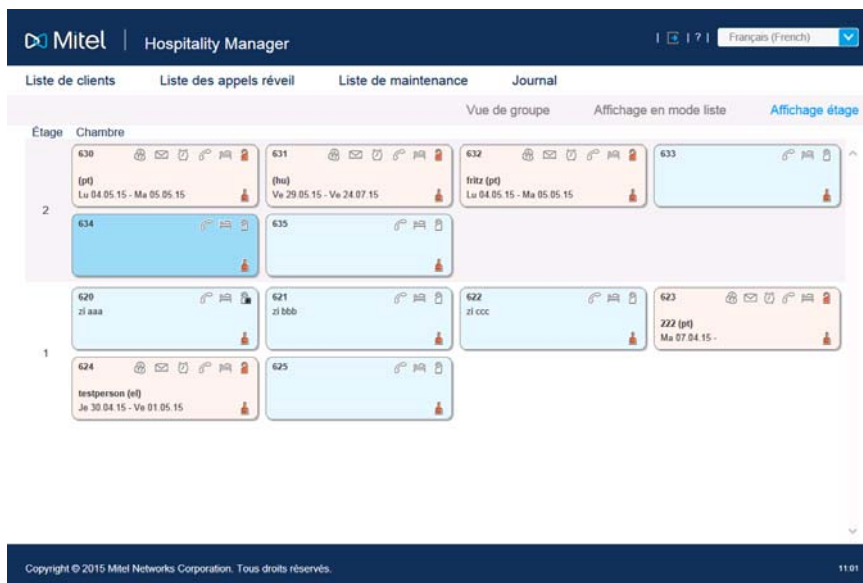 Mitel | Hospitality Manager
| ? | Français (French)
Liste de clients Liste des appels réveil Liste de maintenance Journal
Vue de groupe Affichage en mode liste Affichage étage
Étage Chambre
2
630
(pt)
Lu 04.05.15 - Ma 05.05.15
631
(hu)
Ve 29.05.15 - Ve 24.07.15
632
fritz (pt)
Lu 04.05.15 - Ma 05.05.15
633
634
635
1
620
zi aaa
621
zi bbb
622
zi ccc
623
222 (pt)
Ma 07.04.15 -
624
testperson (el)
Je 30.04.15 - Ve 01.05.15
625
Copyright © 2015 Mitel Networks Corporation. Tous droits réservés.
11:01